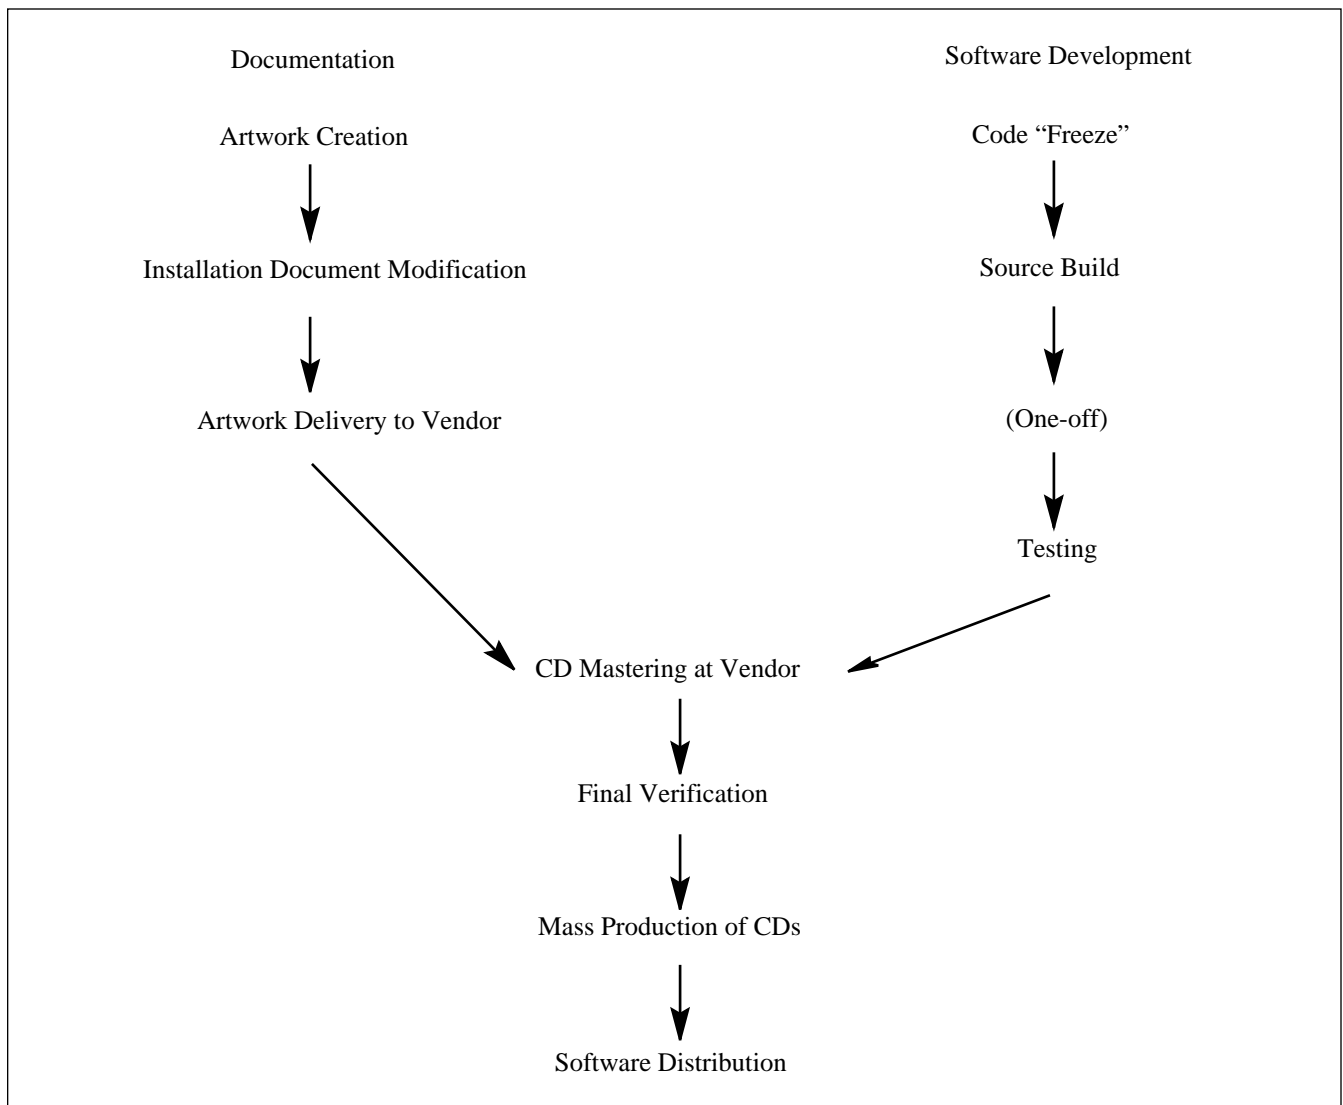 Documentation
Software Development
Artwork Creation
Code “Freeze”
Installation Document Modification
Source Build
Artwork Delivery to Vendor
(One-off)
Testing
CD Mastering at Vendor
Final Verification
Mass Production of CDs
Software Distribution